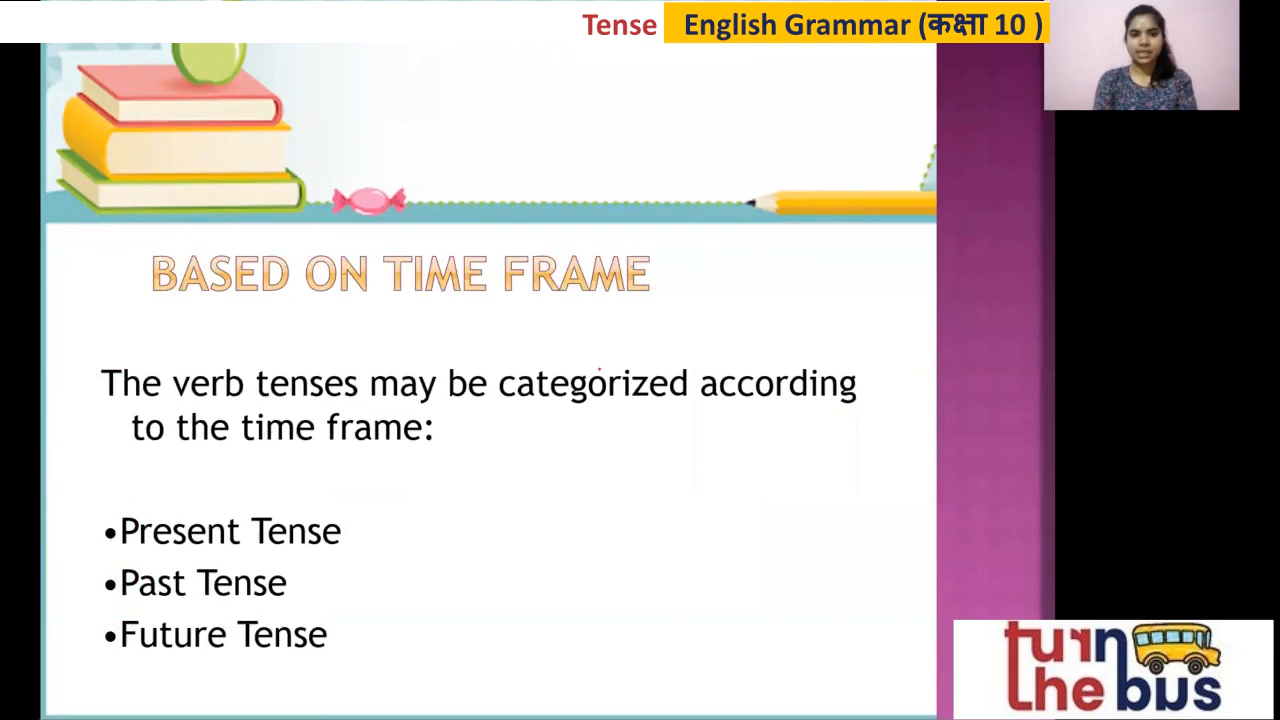 Tense English Grammar (कक्षा 10 )
BASED ON TIME FRAME
The verb tenses may be categorized according
to the time frame:
•Present Tense
•Past Tense
•Future Tense
turn
the bus